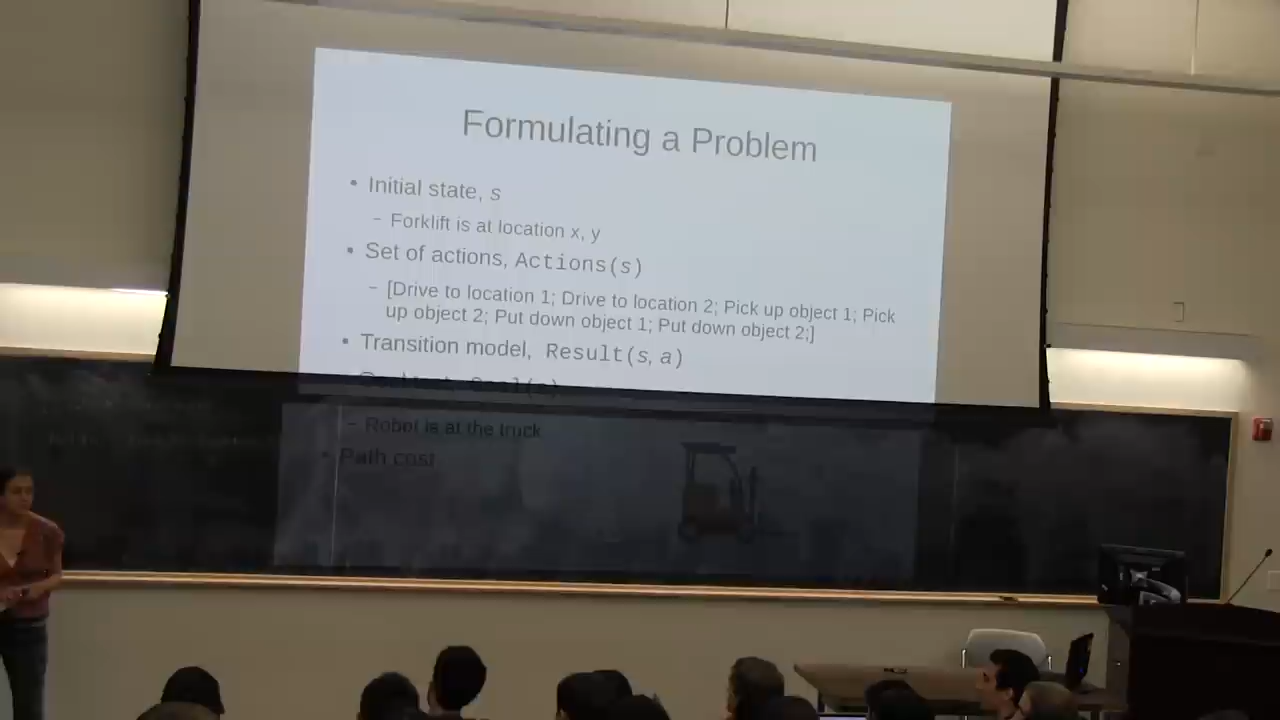 Formulating a Problem
• Initial state, s
– Forklift is at location x, y
• Set of actions, Actions(s)
– [Drive to location 1; Drive to location 2; Pick up object 1; Pick
up object 2; Put down object 1; Put down object 2;]
• Transition model, Result(s, a)
– Robot is at the truck
• Path cost